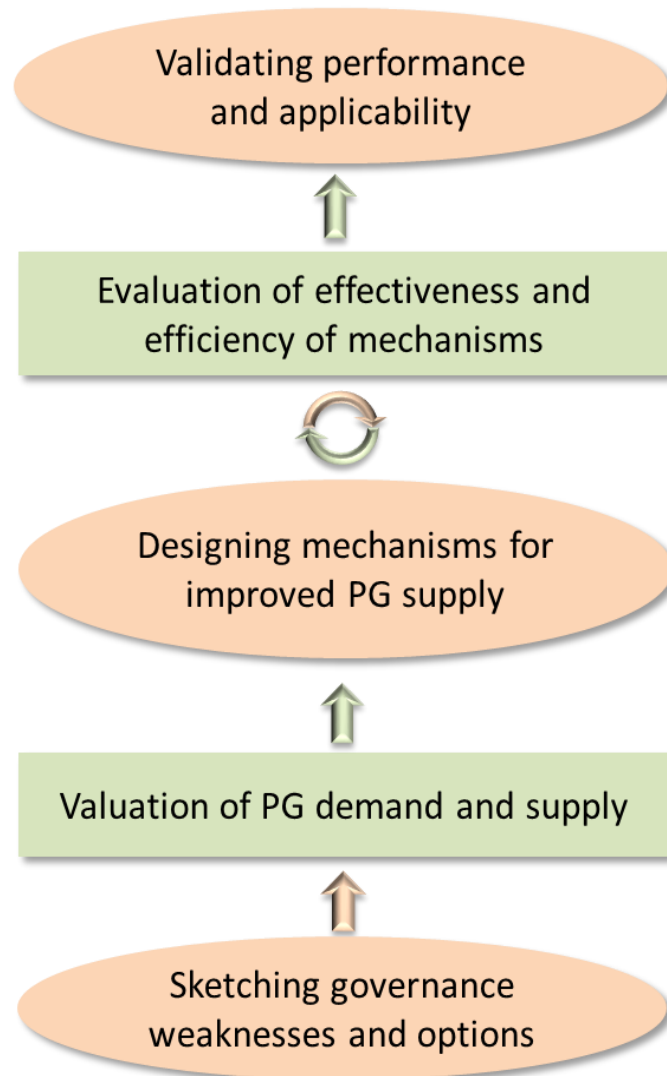 Validating performance
and applicability
Evaluation of effectiveness and
efficiency of mechanisms
Designing mechanisms for
improved PG supply
Valuation of PG demand and supply
Sketching governance
weaknesses and options